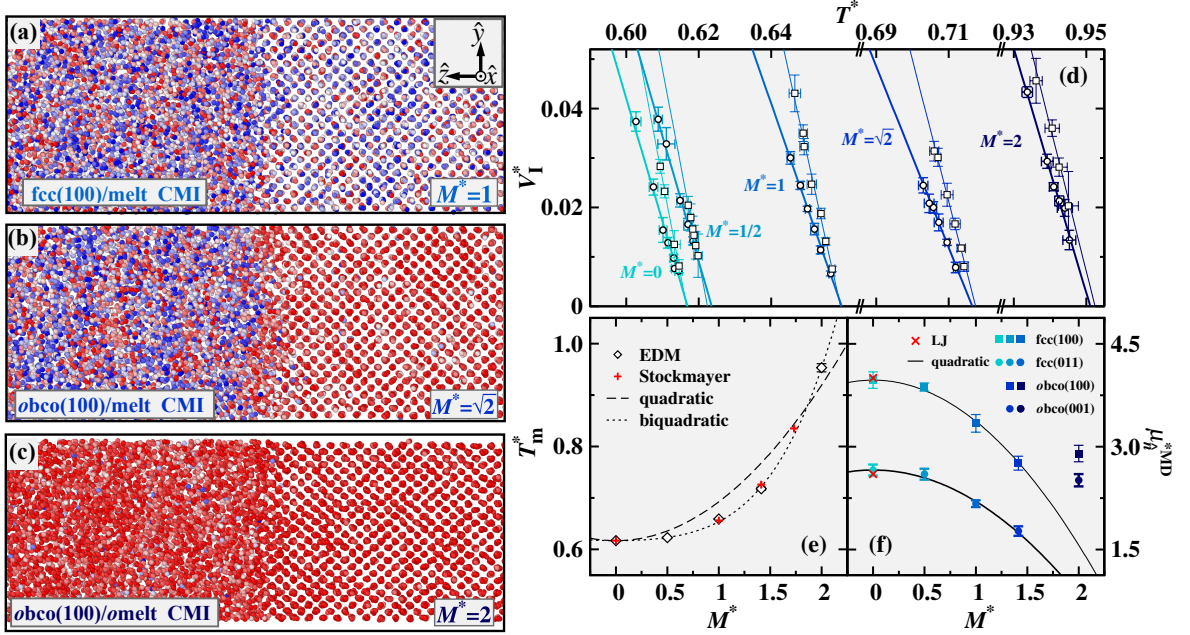 (a)
ŷ
ẑ
x̂
fcc(100)/melt CMI
M*=1
(b)
obco(100)/melt CMI
M*=√2
(c)
obco(100)/omelt CMI
M*=2
T*
0.60 0.62 0.64 0.66 0.69 0.71 0.93 0.95
(d)
0.04
0.02
0
V*I
M*=0
M*=1/2
M*=1
M*=√2
M*=2
1.0
0.8
0.6
T*m
EDM
Stockmayer
quadratic
biquadratic
(e)
0 0.5 1 1.5 2
M*
LJ
quadratic
fcc(100)
fcc(011)
obco(100)
obco(001)
(f)
4.5
3.0
1.5
μn̂*MD
0 0.5 1 1.5 2
M*